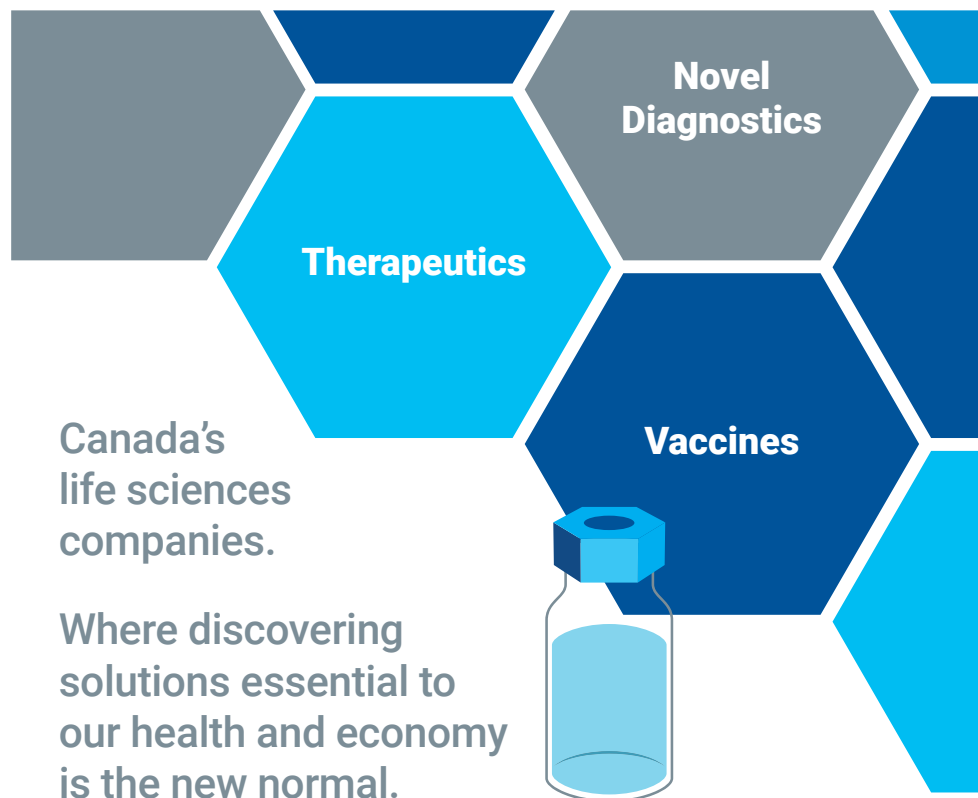 Novel
Diagnostics
Therapeutics
Vaccines
Canada’s
life sciences
companies.
Where discovering
solutions essential to
our health and economy
is the new normal.